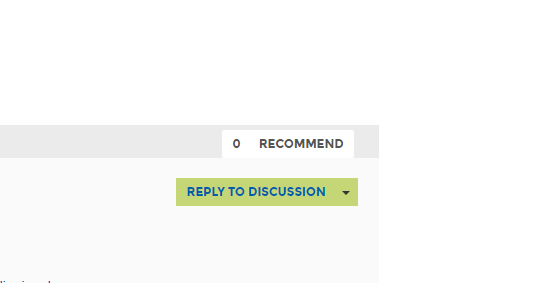 0 RECOMMEND
REPLY TO DISCUSSION